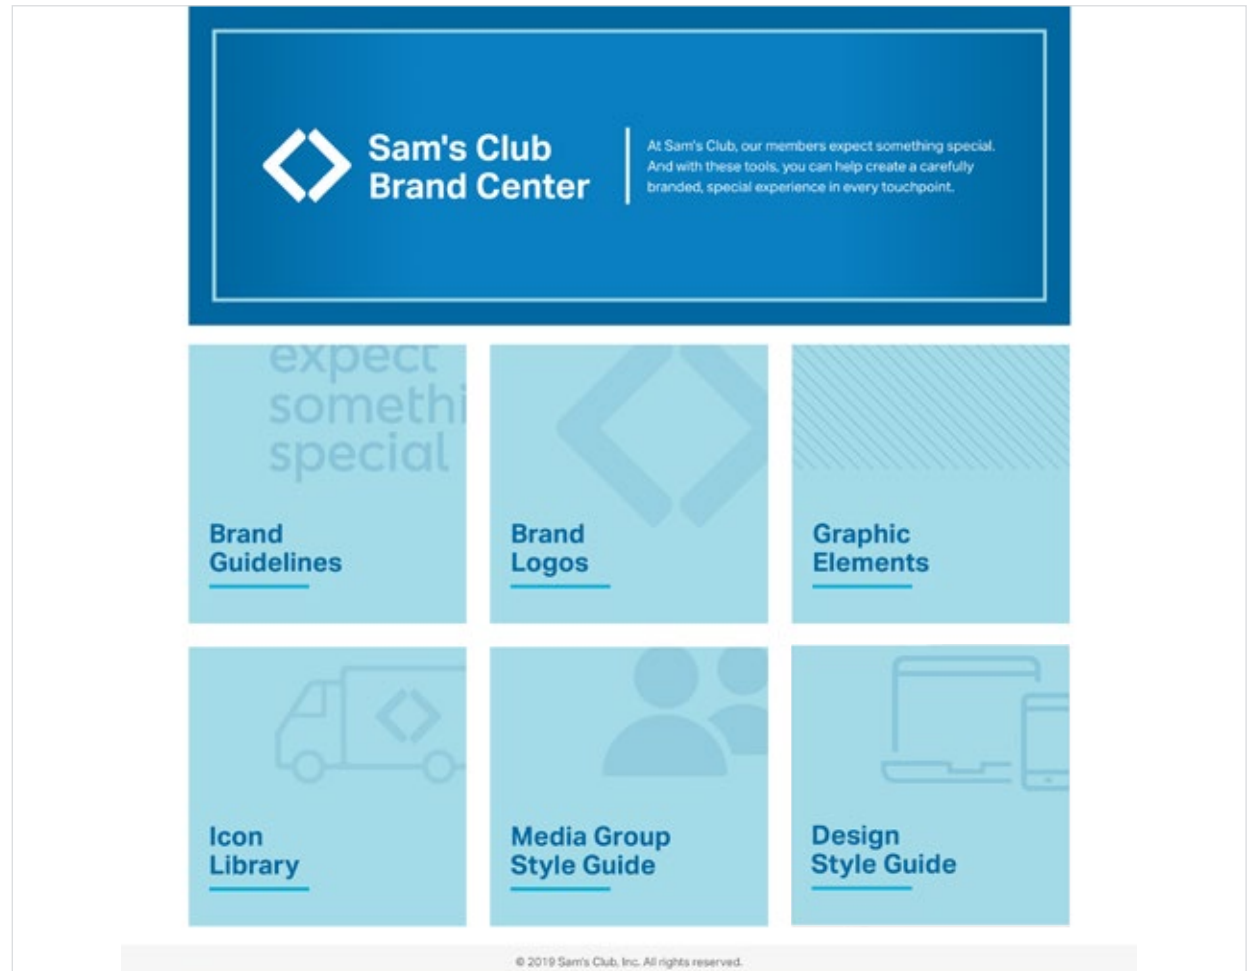 Sam's Club
Brand Center
At Sam's Club, our members expect something special.
And with these tools, you can help create a carefully
branded, special experience in every touchpoint.
expect
somethi
special
Brand
Guidelines
Brand
Logos
Graphic
Elements
Icon
Library
Media Group
Style Guide
Design
Style Guide
© 2019 Sam's Club, Inc. All rights reserved.